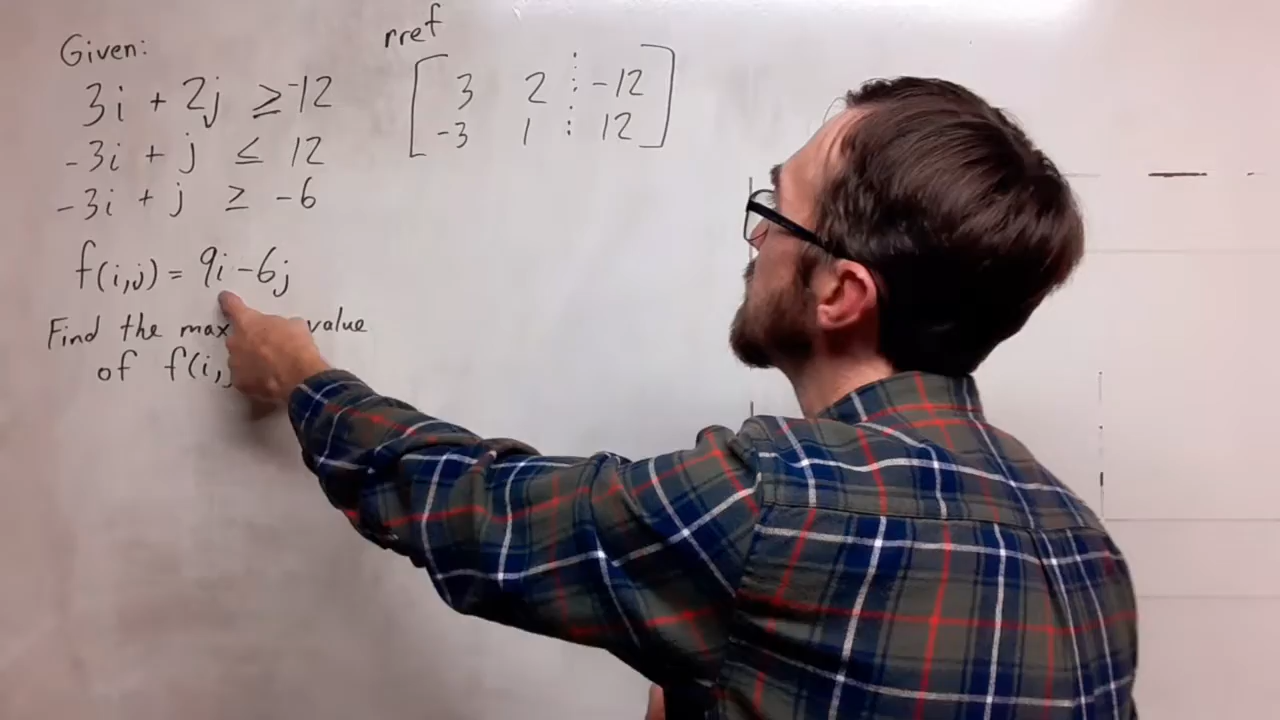 Given:
3i + 2j ≥ -12
-3i + j ≤ 12
-3i + j ≥ -6
f(i,j) = 9i - 6j
Find the max value
of f(i,j
rref
3 2 ⋮ -12
-3 1 ⋮ 12